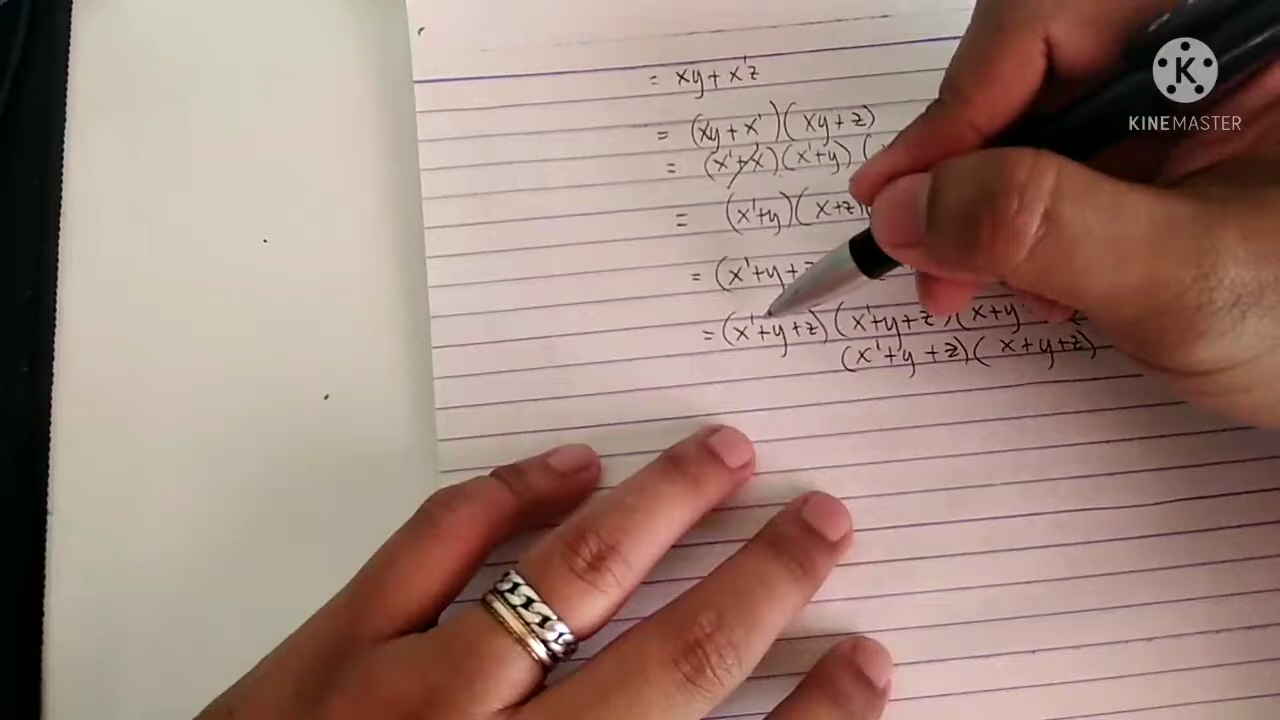 = xy + x'z
= (xy + x')(xy + z)
= (x' + x)(x' + y)(
= (x'+y)(x+z)
= (x'+y+
= (x'+y+z)(x'+y+z)(x+y
(x'+y+z)(x+y+z)
K
KINEMASTER